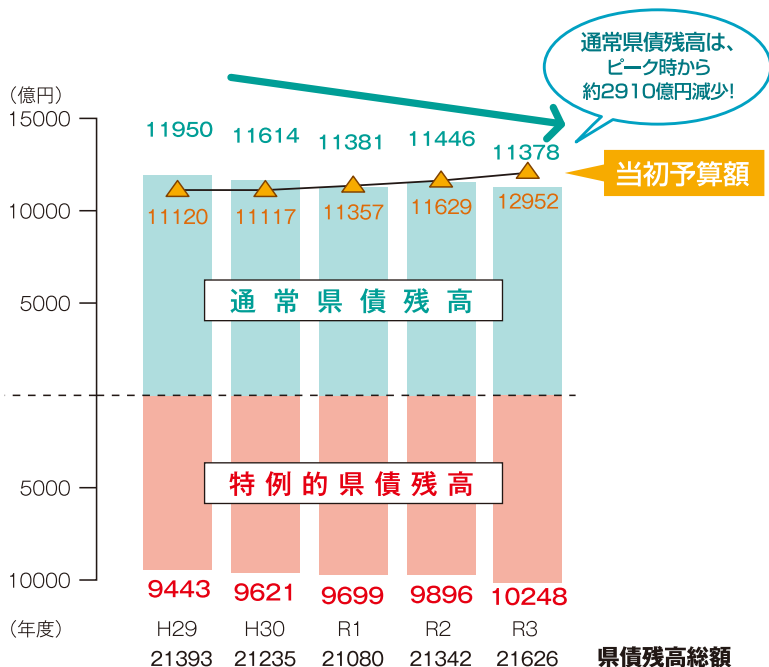 通常県債残高は、
ピーク時から
約2910億円減少!
(億円)
15000
11950
11614
11381
11446
11378
当初予算額
11120
11117
11357
11629
12952
10000
5000
通常県債残高
特例的県債残高
5000
10000
9443
9621
9699
9896
10248
(年度)
H29
H30
R1
R2
R3
21393
21235
21080
21342
21626
県債残高総額